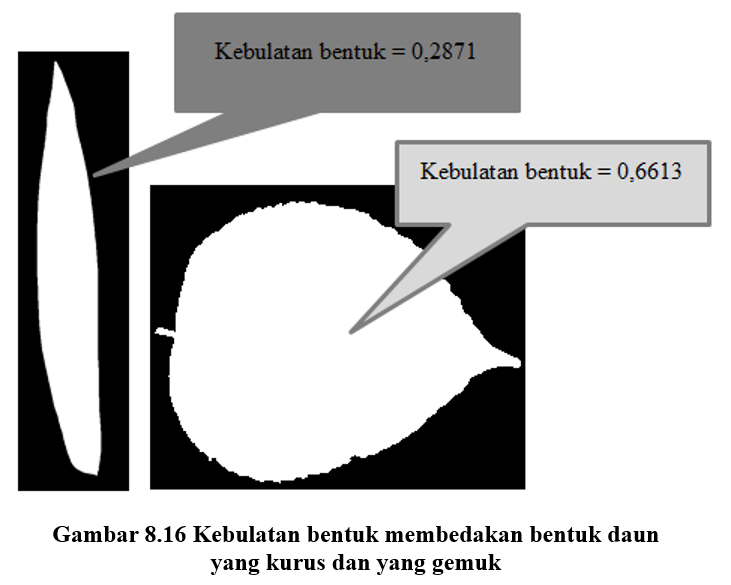 Kebulatan bentuk = 0,2871
Kebulatan bentuk = 0,6613
Gambar 8.16 Kebulatan bentuk membedakan bentuk daun
yang kurus dan yang gemuk